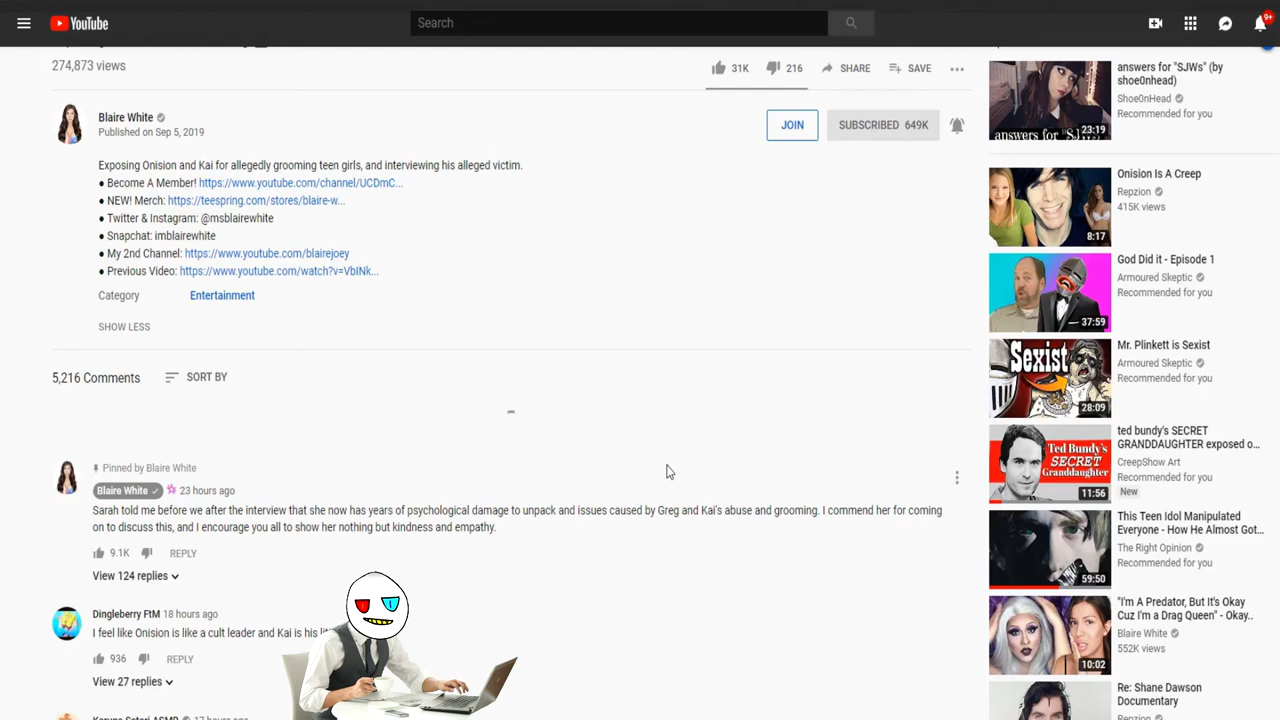 YouTube
Search
9+
274,873 views
31K
216
SHARE
SAVE
Blaire White
Published on Sep 5, 2019
JOIN
SUBSCRIBED 649K
Exposing Onision and Kai for allegedly grooming teen girls, and interviewing his alleged victim.
● Become A Member! https://www.youtube.com/channel/UCDmC...
● NEW! Merch: https://teespring.com/stores/blaire-w...
● Twitter & Instagram: @msblairewhite
● Snapchat: imblairewhite
● My 2nd Channel: https://www.youtube.com/blairejoey
● Previous Video: https://www.youtube.com/watch?v=VbINk...
Category
Entertainment
SHOW LESS
5,216 Comments
SORT BY
Pinned by Blaire White
Blaire White
23 hours ago
Sarah told me before we after the interview that she now has years of psychological damage to unpack and issues caused by Greg and Kai's abuse and grooming. I commend her for coming
on to discuss this, and I encourage you all to show her nothing but kindness and empathy.
9.1K
REPLY
View 124 replies
Dingleberry FtM 18 hours ago
I feel like Onision is like a cult leader and Kai is his
936
REPLY
View 27 replies
answers for "SJWs" (by
shoe0nhead)
ShoeOnHead
Recommended for you
answers for "SJW
23:19
Onision Is A Creep
Repzion
415K views
8:17
God Did it - Episode 1
Armoured Skeptic
Recommended for you
37:59
Mr. Plinkett is Sexist
Armoured Skeptic
Recommended for you
Sexist
28:09
ted bundy's SECRET
GRANDDAUGHTER exposed o...
CreepShow Art
New
Ted Bundy's
SECRET
Granddaughter
11:56
This Teen Idol Manipulated
Everyone - How He Almost Got...
The Right Opinion
Recommended for you
59:50
"I'm A Predator, But It's Okay
Cuz I'm a Drag Queen" - Okay..
Blaire White
552K views
10:02
Re: Shane Dawson
Documentary
Repzion